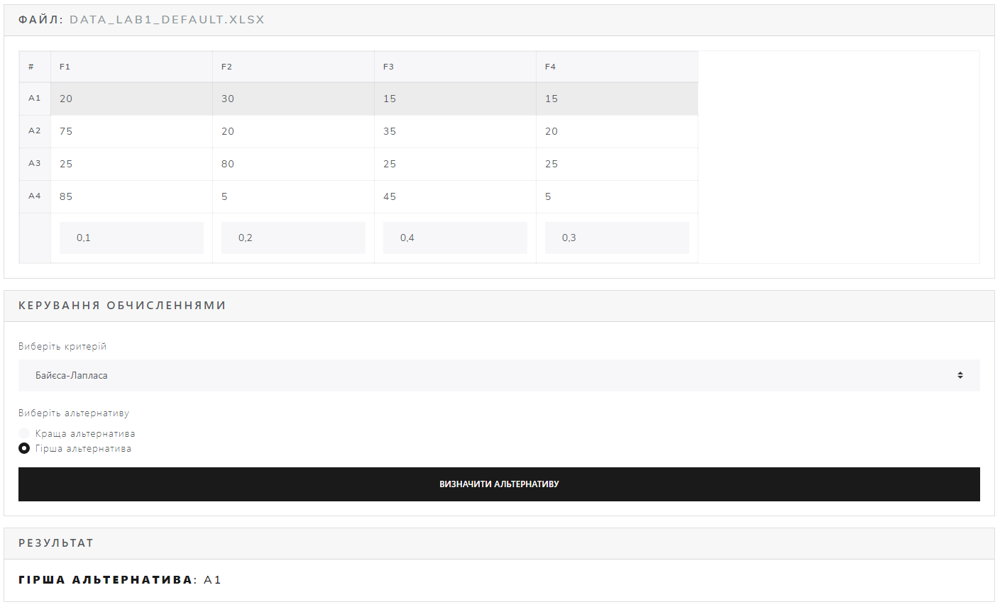 ФАЙЛ: DATA_LAB1_DEFAULT.XLSX
# F1 F2 F3 F4
A1 20 30 15 15
A2 75 20 35 20
A3 25 80 25 25
A4 85 5 45 5
0,1 0,2 0,4 0,3
КЕРУВАННЯ ОБЧИСЛЕННЯМИ
Виберіть критерій
Байєса-Лапласа
Виберіть альтернативу
Краща альтернатива
Гірша альтернатива
ВИЗНАЧИТИ АЛЬТЕРНАТИВУ
РЕЗУЛЬТАТ
ГІРША АЛЬТЕРНАТИВА: A1